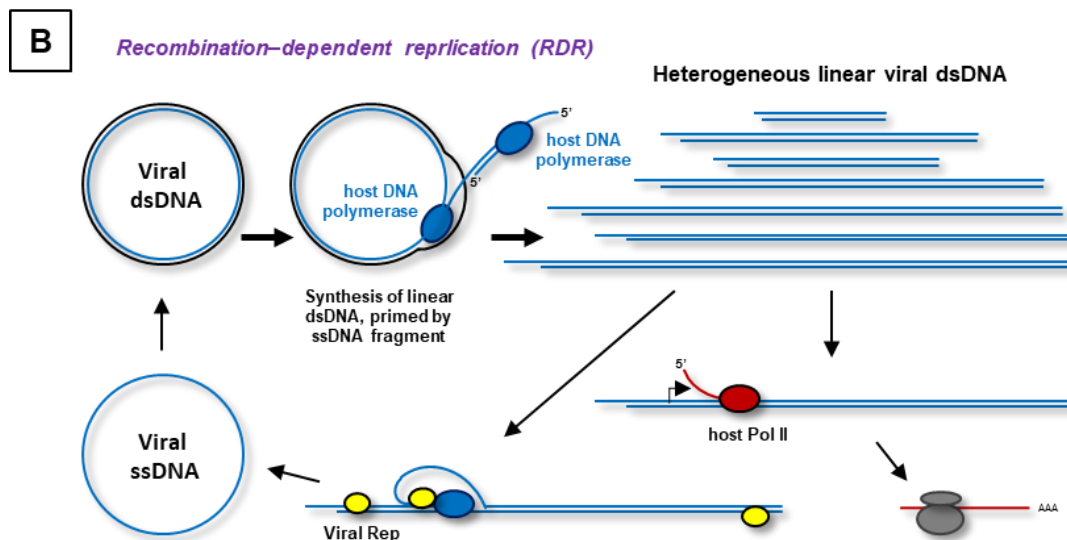 B
Recombination–dependent reprlication (RDR)
Heterogeneous linear viral dsDNA
Viral
dsDNA
5’
host DNA
polymerase
5’
host DNA
polymerase
Synthesis of linear
dsDNA, primed by
ssDNA fragment
5’
host Pol II
Viral
ssDNA
Viral Rep
AAA